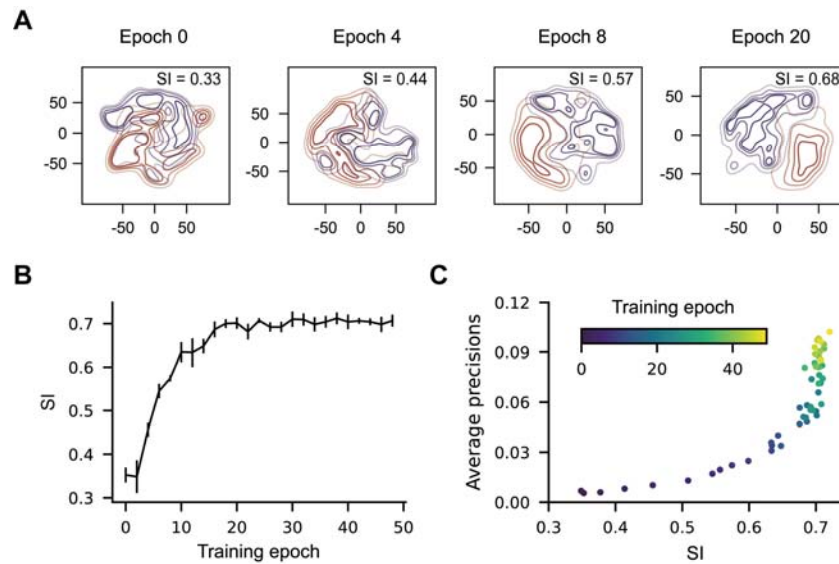 A
Epoch 0 Epoch 4 Epoch 8 Epoch 20
SI = 0.33 SI = 0.44 SI = 0.57 SI = 0.68
50 50 50 50
0 0 0 0
-50 -50 -50 -50
-50 0 50 -50 0 50 -50 0 50 -50 0 50
B
0.7
0.6
0.5
0.4
0.3
SI
0 10 20 30 40 50
Training epoch
C
0.12
0.09
0.06
0.03
0.00
Average precisions
Training epoch
0 20 40
0.3 0.4 0.5 0.6 0.7
SI